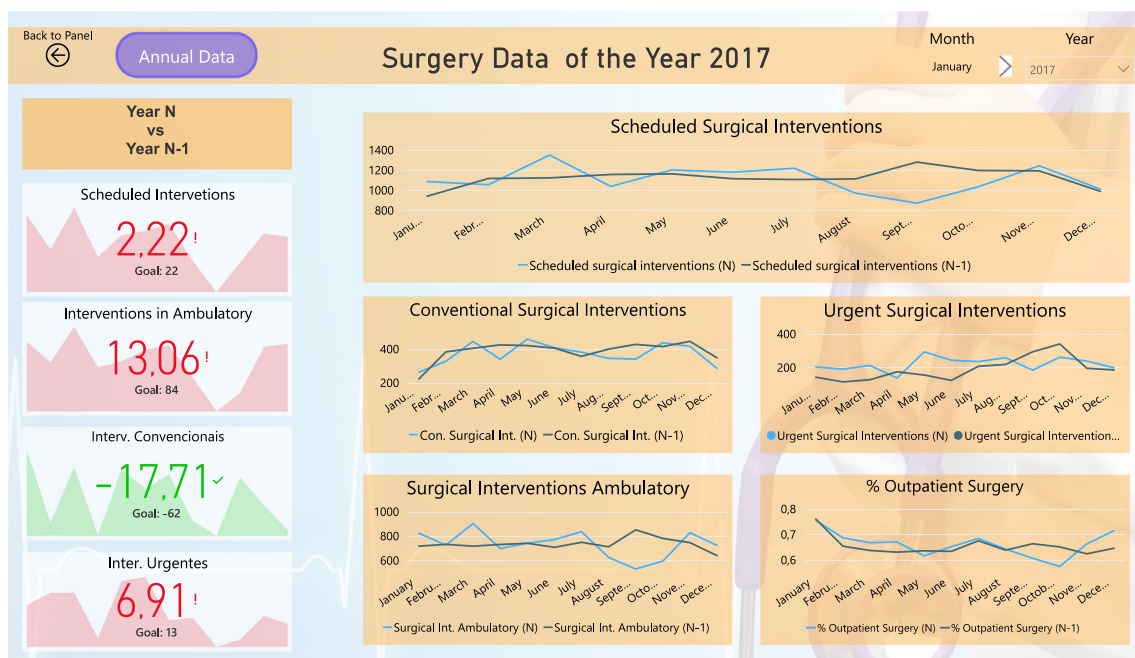 Back to Panel
Annual Data
Surgery Data of the Year 2017
Month
Year
January
2017
Year N
vs
Year N-1
Scheduled Intervetions
2,22!
Goal: 22
Interventions in Ambulatory
13,06!
Goal: 84
Interv. Convencionais
-17,71
Goal: -62
Inter. Urgentes
6,91!
Goal: 13
Scheduled Surgical Interventions
1400
1200
1000
800
Janu... Febr... March April May June July August Sept... Octo... Nove... Dece...
Scheduled surgical interventions (N) Scheduled surgical interventions (N-1)
Conventional Surgical Interventions
400
200
Janu... Febr... March April May June July Aug... Sept... Oct... Nov... Dec...
Con. Surgical Int. (N) Con. Surgical Int. (N-1)
Urgent Surgical Interventions
400
200
Janu... Febr... March April May June July Aug... Sept... Oct... Nov... Dec...
Urgent Surgical Interventions (N) Urgent Surgical Intervention...
Surgical Interventions Ambulatory
1000
800
600
January Febru... March April May June July August Septe... Octo... Nove... Dece...
Surgical Int. Ambulatory (N) Surgical Int. Ambulatory (N-1)
% Outpatient Surgery
0,8
0,7
0,6
January Febru... March April May June July August Septe... Octob... Nove... Dece...
% Outpatient Surgery (N) % Outpatient Surgery (N-1)